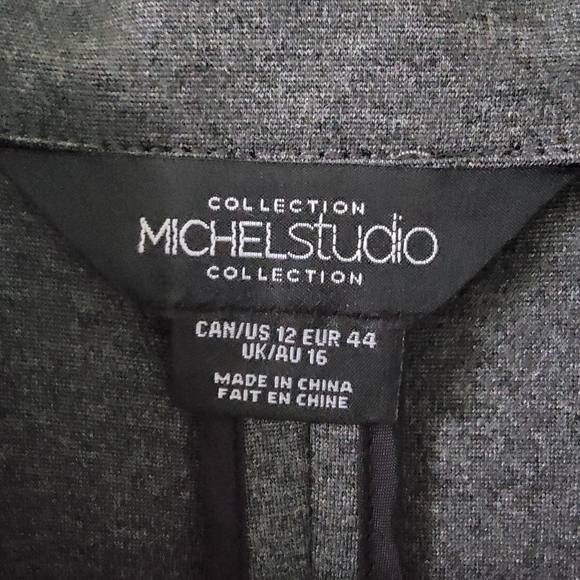 COLLECTION
MICHELstudio
COLLECTION
CAN/US 12 EUR 44
UK/AU 16
MADE IN CHINA
FAIT EN CHINE